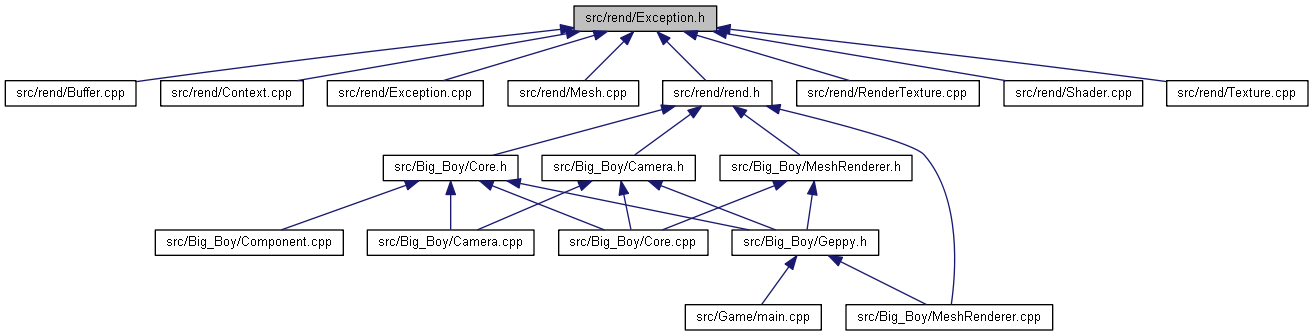 src/rend/Exception.h
src/rend/Buffer.cpp
src/rend/Context.cpp
src/rend/Exception.cpp
src/rend/Mesh.cpp
src/rend/rend.h
src/rend/RenderTexture.cpp
src/rend/Shader.cpp
src/rend/Texture.cpp
src/Big_Boy/Core.h
src/Big_Boy/Camera.h
src/Big_Boy/MeshRenderer.h
src/Big_Boy/Component.cpp
src/Big_Boy/Camera.cpp
src/Big_Boy/Core.cpp
src/Big_Boy/Geppy.h
src/Game/main.cpp
src/Big_Boy/MeshRenderer.cpp